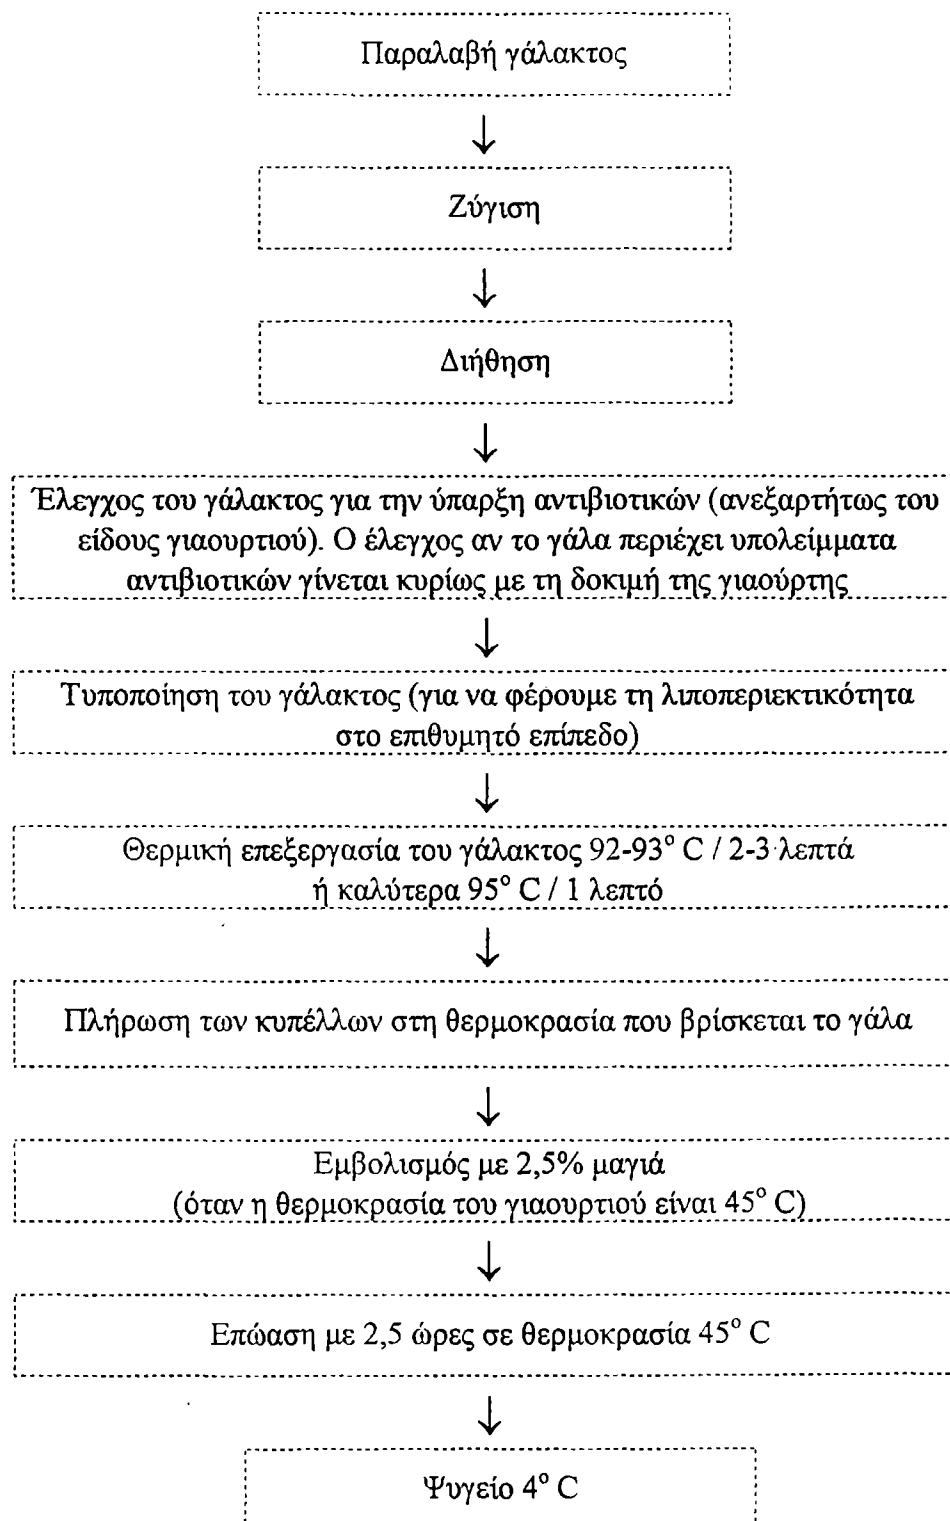 Παραλαβή γάλακτος
Ζύγιση
Διήθηση
Έλεγχος του γάλακτος για την ύπαρξη αντιβιοτικών (ανεξαρτήτως του
είδους γιαουρτιού). Ο έλεγχος αν το γάλα περιέχει υπολείμματα
αντιβιοτικών γίνεται κυρίως με τη δοκιμή της γιαούρτης
Τυποποίηση του γάλακτος (για να φέρουμε τη λιποπεριεκτικότητα
στο επιθυμητό επίπεδο)
Θερμική επεξεργασία του γάλακτος 92-93° C / 2-3 λεπτά
ή καλύτερα 95° C / 1 λεπτό
Πλήρωση των κυπέλλων στη θερμοκρασία που βρίσκεται το γάλα
Εμβολισμός με 2,5% μαγιά
(όταν η θερμοκρασία του γιαουρτιού είναι 45° C)
Επώαση με 2,5 ώρες σε θερμοκρασία 45° C
Ψυγείο 4° C